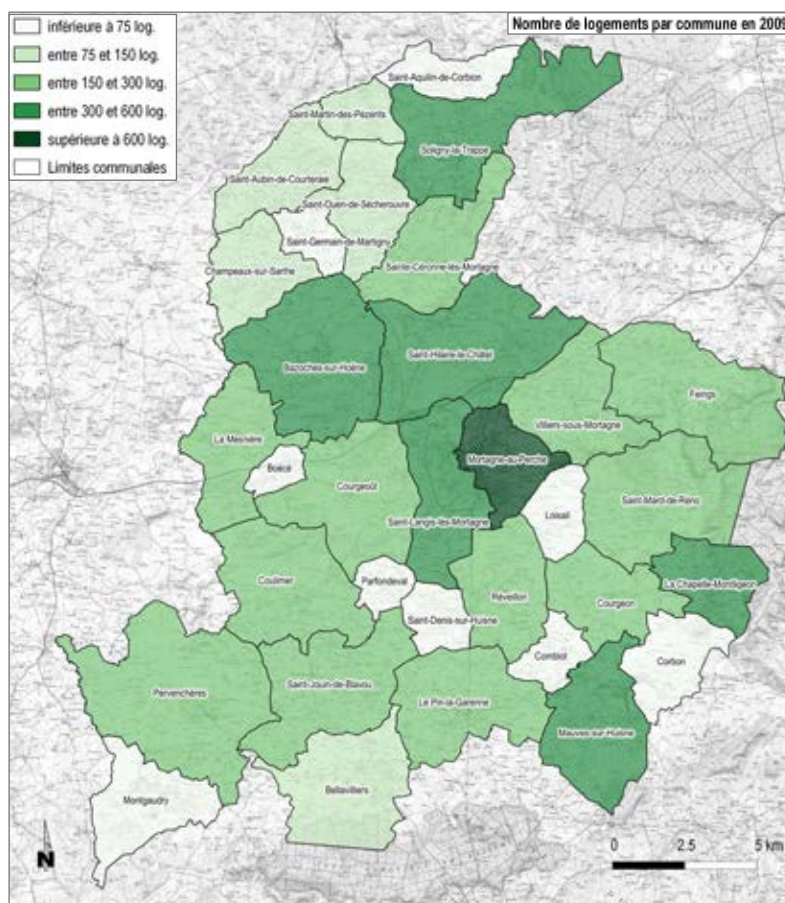 Nombre de logements par commune en 2009
inférieure à 75 log.
entre 75 et 150 log.
entre 150 et 300 log.
entre 300 et 600 log.
supérieure à 600 log.
Limites communales
Saint-Aquilin-de-Corbion
Saint-Martin-des-Pézerits
Soligny-la-Trappe
Saint-Aubin-de-Courteraie
Saint-Ouen-de-Sècherouvre
Saint-Germain-de-Martigny
Champeaux-sur-Sarthe
Sainte-Céronne-lès-Mortagne
Bazoches-sur-Hoëne
Saint-Hilaire-le-Châtel
Feings
Villiers-sous-Mortagne
La Mesnière
Mortagne-au-Perche
Boëcé
Courgeoût
Saint-Mard-de-Réno
Loisail
Saint-Langis-lès-Mortagne
Coulimer
Parfondeval
La Chapelle-Montligeon
Réveillon
Courgeon
Saint-Denis-sur-Huisne
Comblot
Corbon
Pervenchères
Saint-Jouin-de-Blavou
Le Pin-la-Garenne
Mauves-sur-Huisne
Bellavilliers
Montgaudry
N
0 2.5 5 km